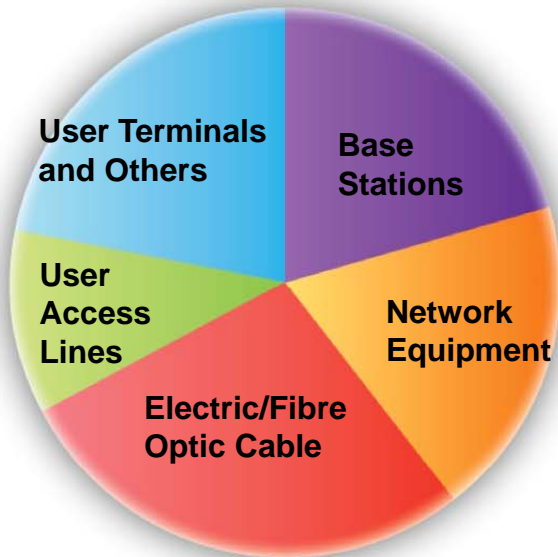 User Terminals
and Others
Base
Stations
User
Access
Lines
Network
Equipment
Electric/Fibre
Optic Cable